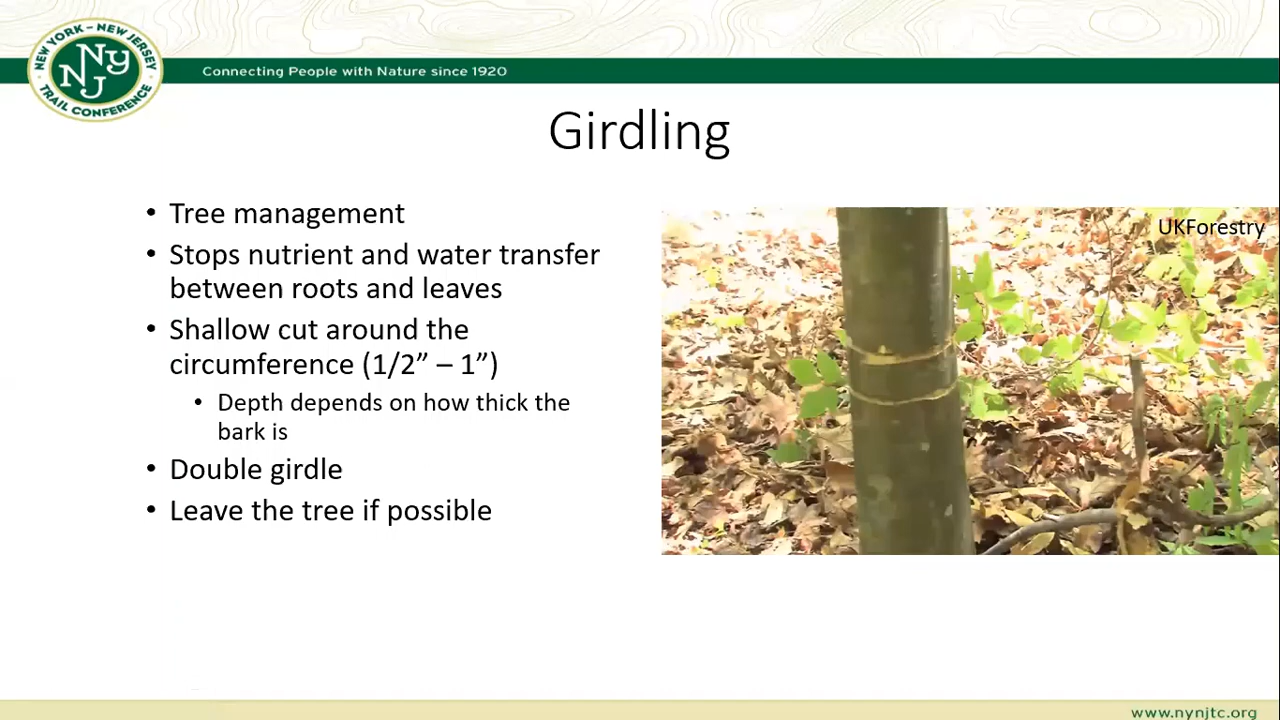 NEW YORK – NEW JERSEY
NY
NJ
TRAIL CONFERENCE
Connecting People with Nature since 1920
Girdling
• Tree management
• Stops nutrient and water transfer
between roots and leaves
• Shallow cut around the
circumference (1/2” – 1”)
• Depth depends on how thick the
bark is
• Double girdle
• Leave the tree if possible
UKForestry
www.nynjtc.org